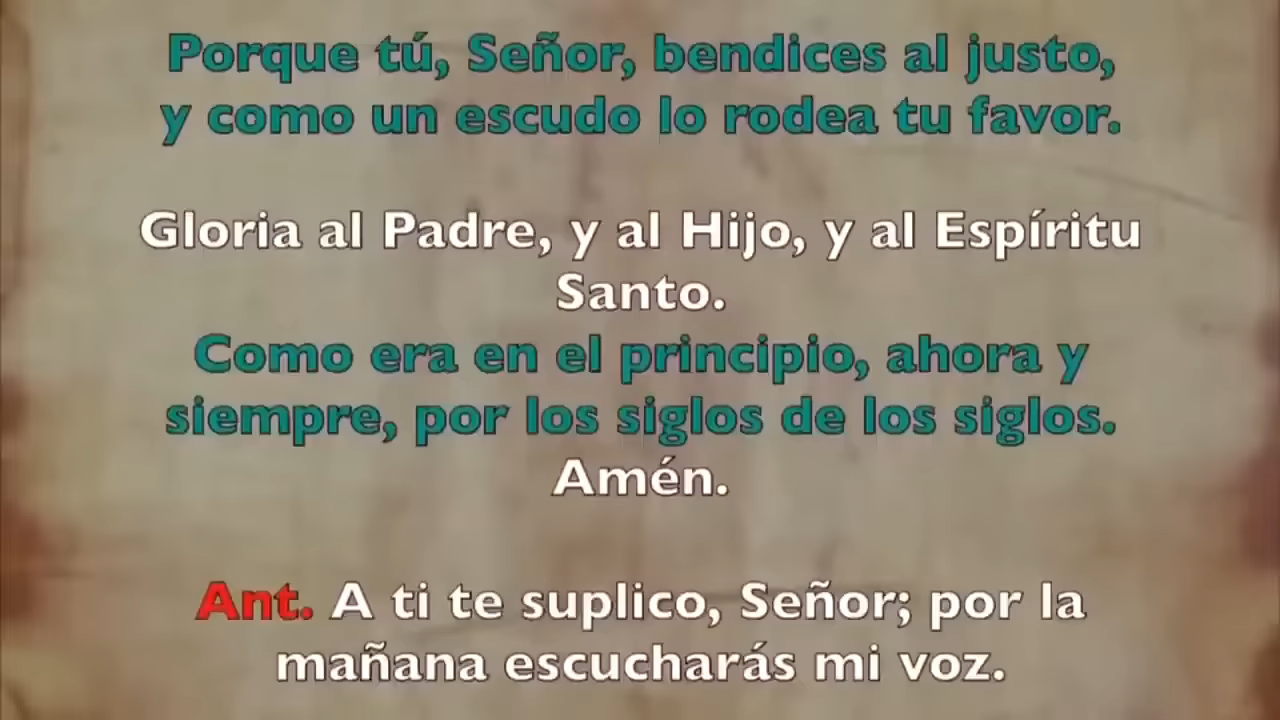 Porque tú, Señor, bendices al justo,
y como un escudo lo rodea tu favor.
Gloria al Padre, y al Hijo, y al Espíritu
Santo.
Como era en el principio, ahora y
siempre, por los siglos de los siglos.
Amén.
Ant. A ti te suplico, Señor; por la
mañana escucharás mi voz.